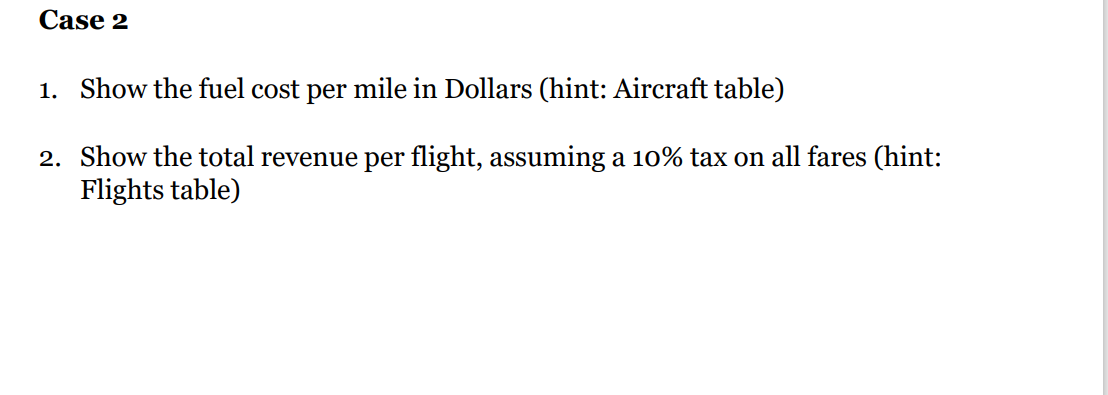 Case 2
1. Show the fuel cost per mile in Dollars (hint: Aircraft table)
2. Show the total revenue per flight, assuming a 10% tax on all fares (hint:
Flights table)